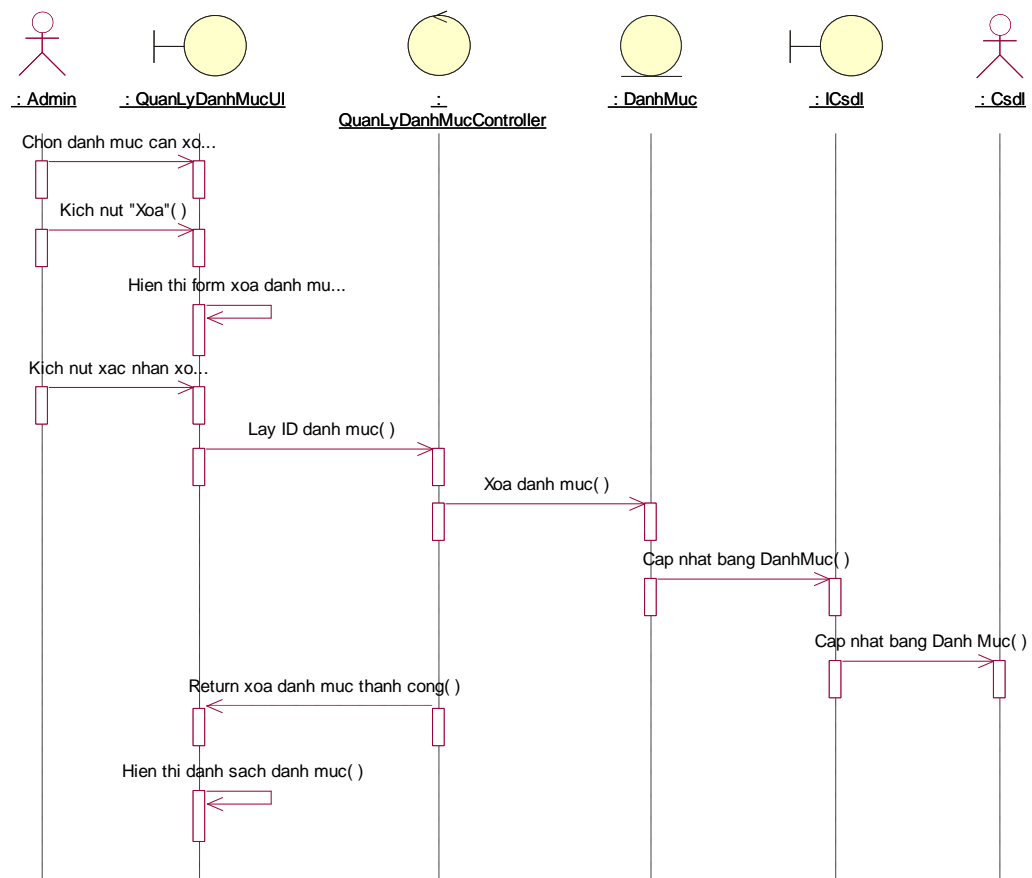 : Admin
: QuanLyDanhMucUI
:
QuanLyDanhMucController
: DanhMuc
: ICsdl
: Csdl
Chon danh muc can xo...
Kich nut "Xoa"( )
Hien thi form xoa danh mu...
Kich nut xac nhan xo...
Lay ID danh muc( )
Xoa danh muc( )
Cap nhat bang DanhMuc( )
Cap nhat bang Danh Muc( )
Return xoa danh muc thanh cong( )
Hien thi danh sach danh muc( )